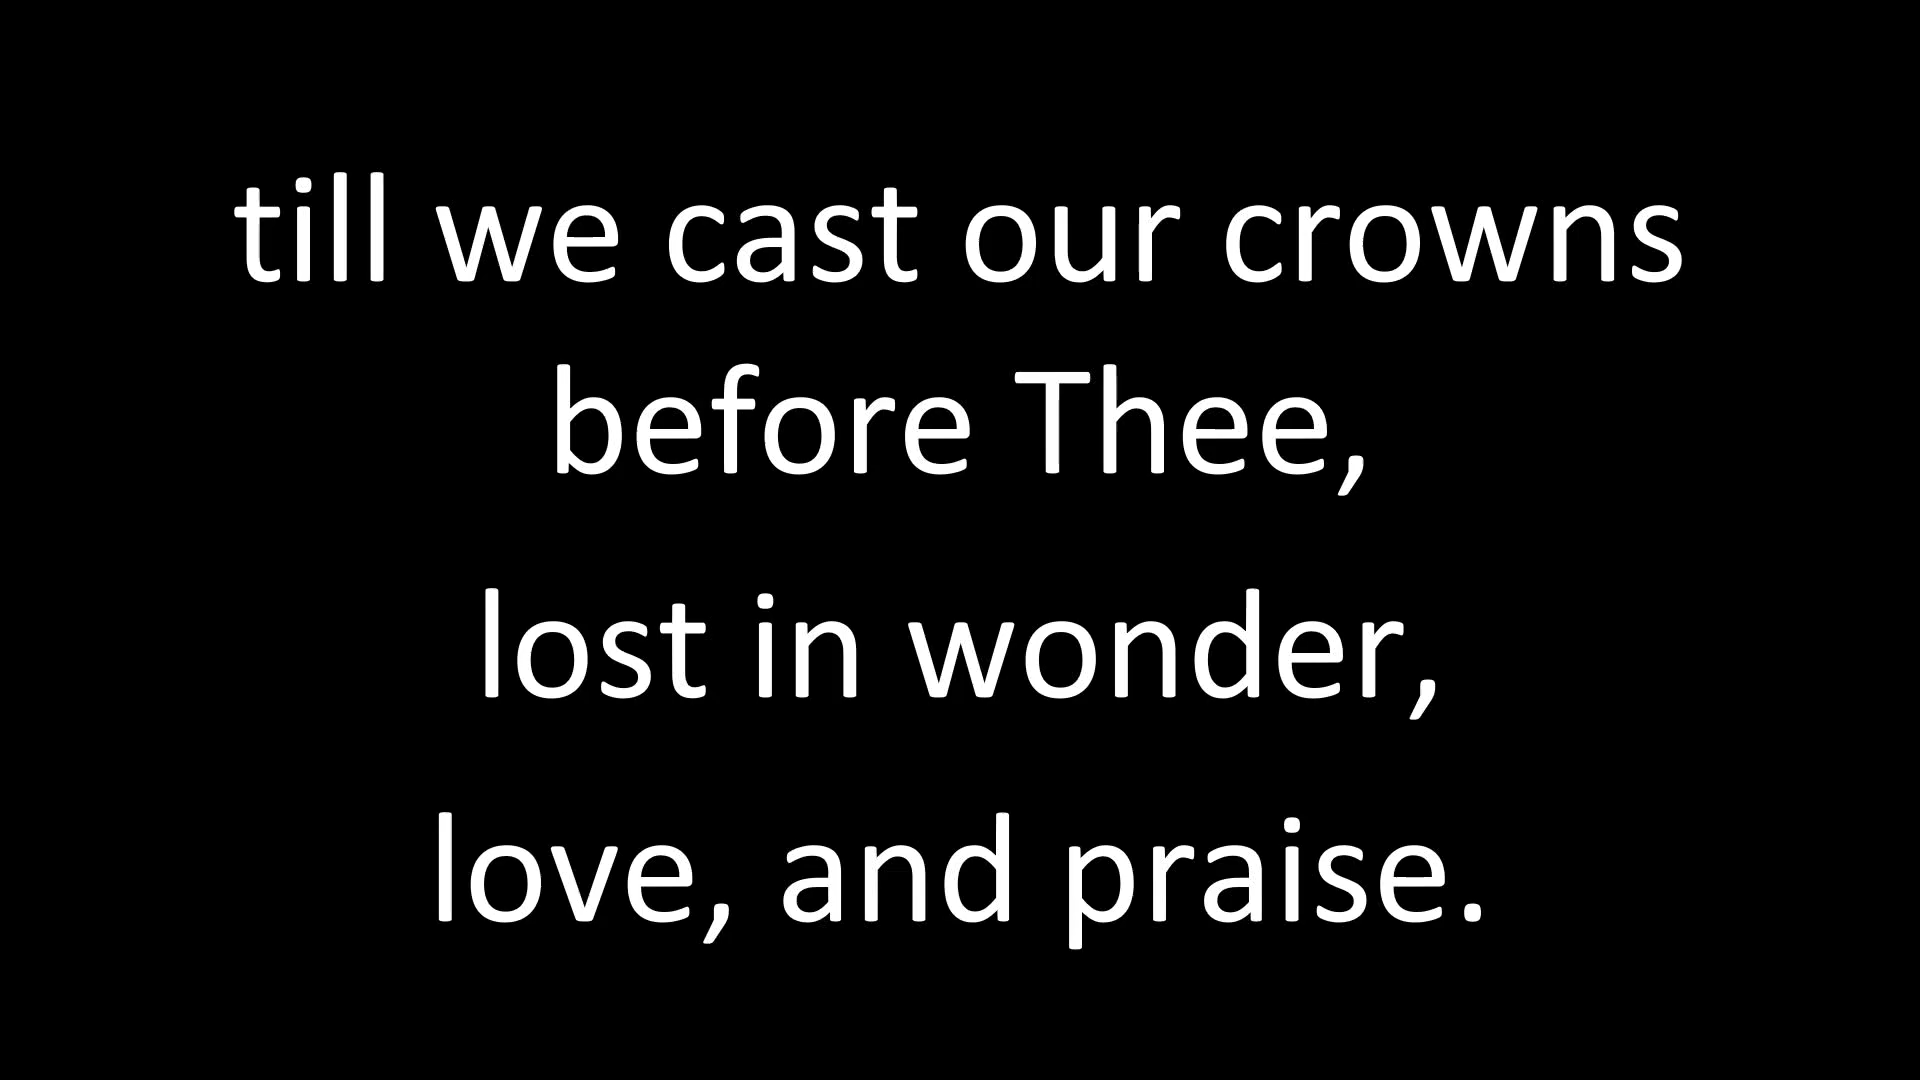 till we cast our crowns
before Thee,
lost in wonder,
love, and praise.